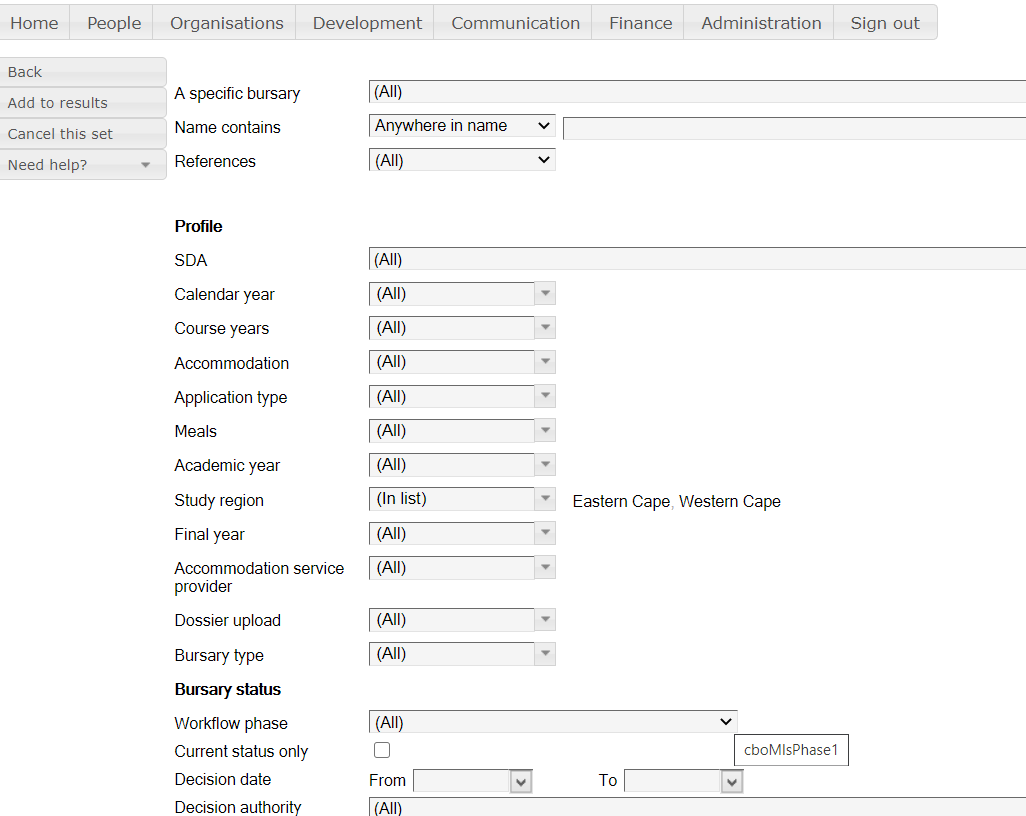 Home People Organisations Development Communication Finance Administration Sign out
Back
Add to results
Cancel this set
Need help?
A specific bursary (All)
Name contains Anywhere in name
References (All)
Profile
SDA (All)
Calendar year (All)
Course years (All)
Accommodation (All)
Application type (All)
Meals (All)
Academic year (All)
Study region (In list) Eastern Cape, Western Cape
Final year (All)
Accommodation service
provider (All)
Dossier upload (All)
Bursary type (All)
Bursary status
Workflow phase (All)
Current status only
cboMlsPhase1
Decision date From To
Decision authority (All)